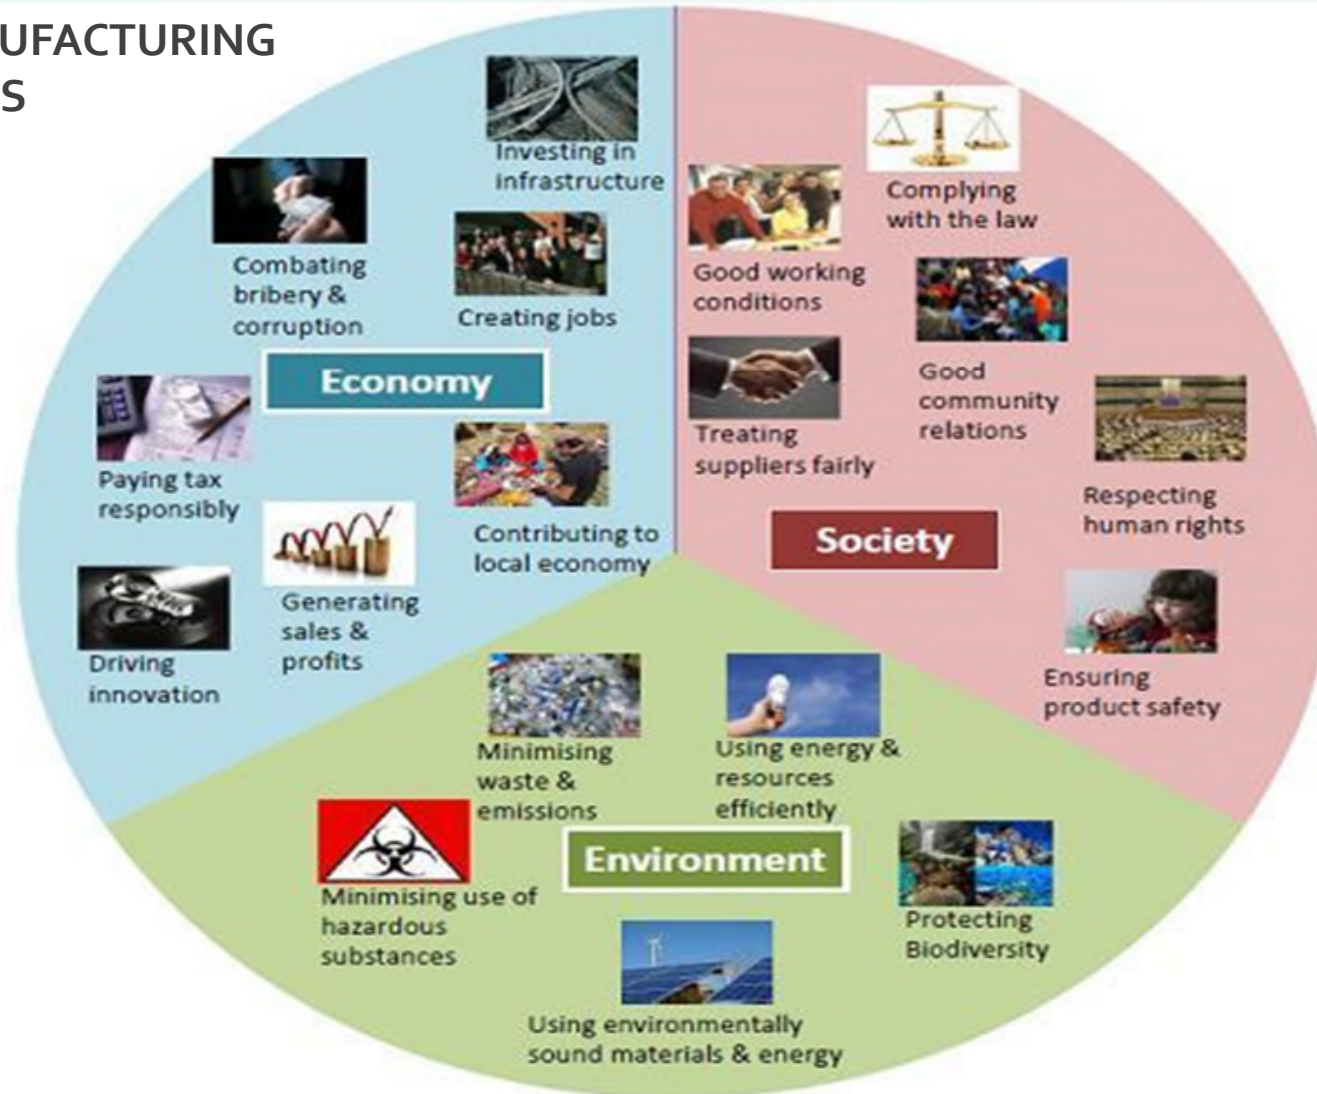 UFACTURING
S
Investing in
infrastructure
Combating
bribery &
corruption
Creating jobs
Economy
Paying tax
responsibly
Contributing to
local economy
Generating
sales &
profits
Driving
innovation
Complying
with the law
Good working
conditions
Good
community
relations
Treating
suppliers fairly
Respecting
human rights
Society
Ensuring
product safety
Minimising
waste &
emissions
Using energy &
resources
efficiently
Environment
Minimising use of
hazardous
substances
Protecting
Biodiversity
Using environmentally
sound materials & energy